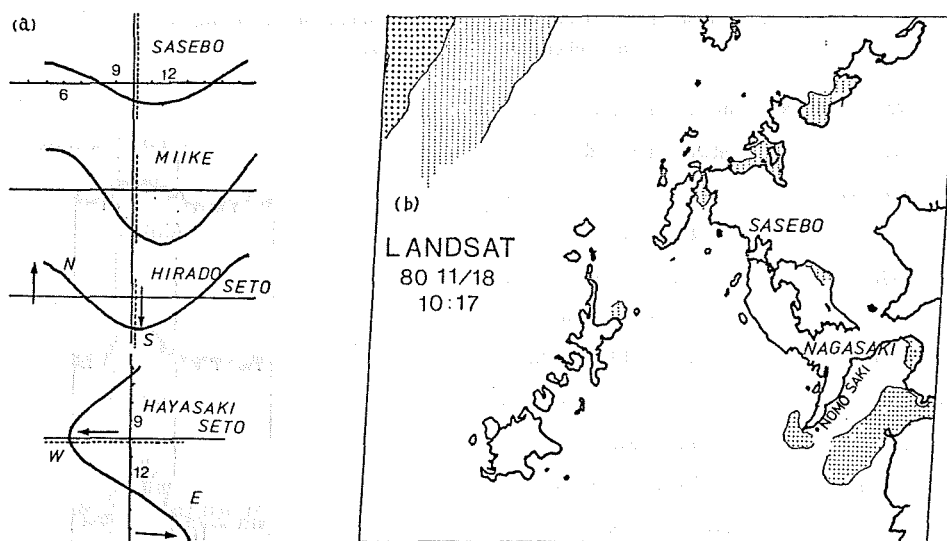 (a)
SASEBO
6 9 12
MIIKE
N
HIRADO
SETO
S
HAYASAKI
SETO
9
W
12
E
(b)
LANDSAT
80 11/18
10:17
SASEBO
NAGASAKI
NOMO SAKI